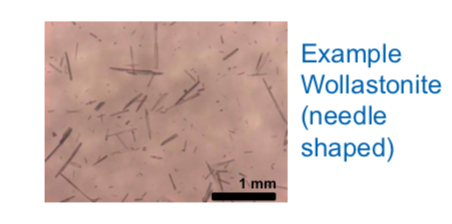 Example
Wollastonite
(needle
shaped)
1 mm